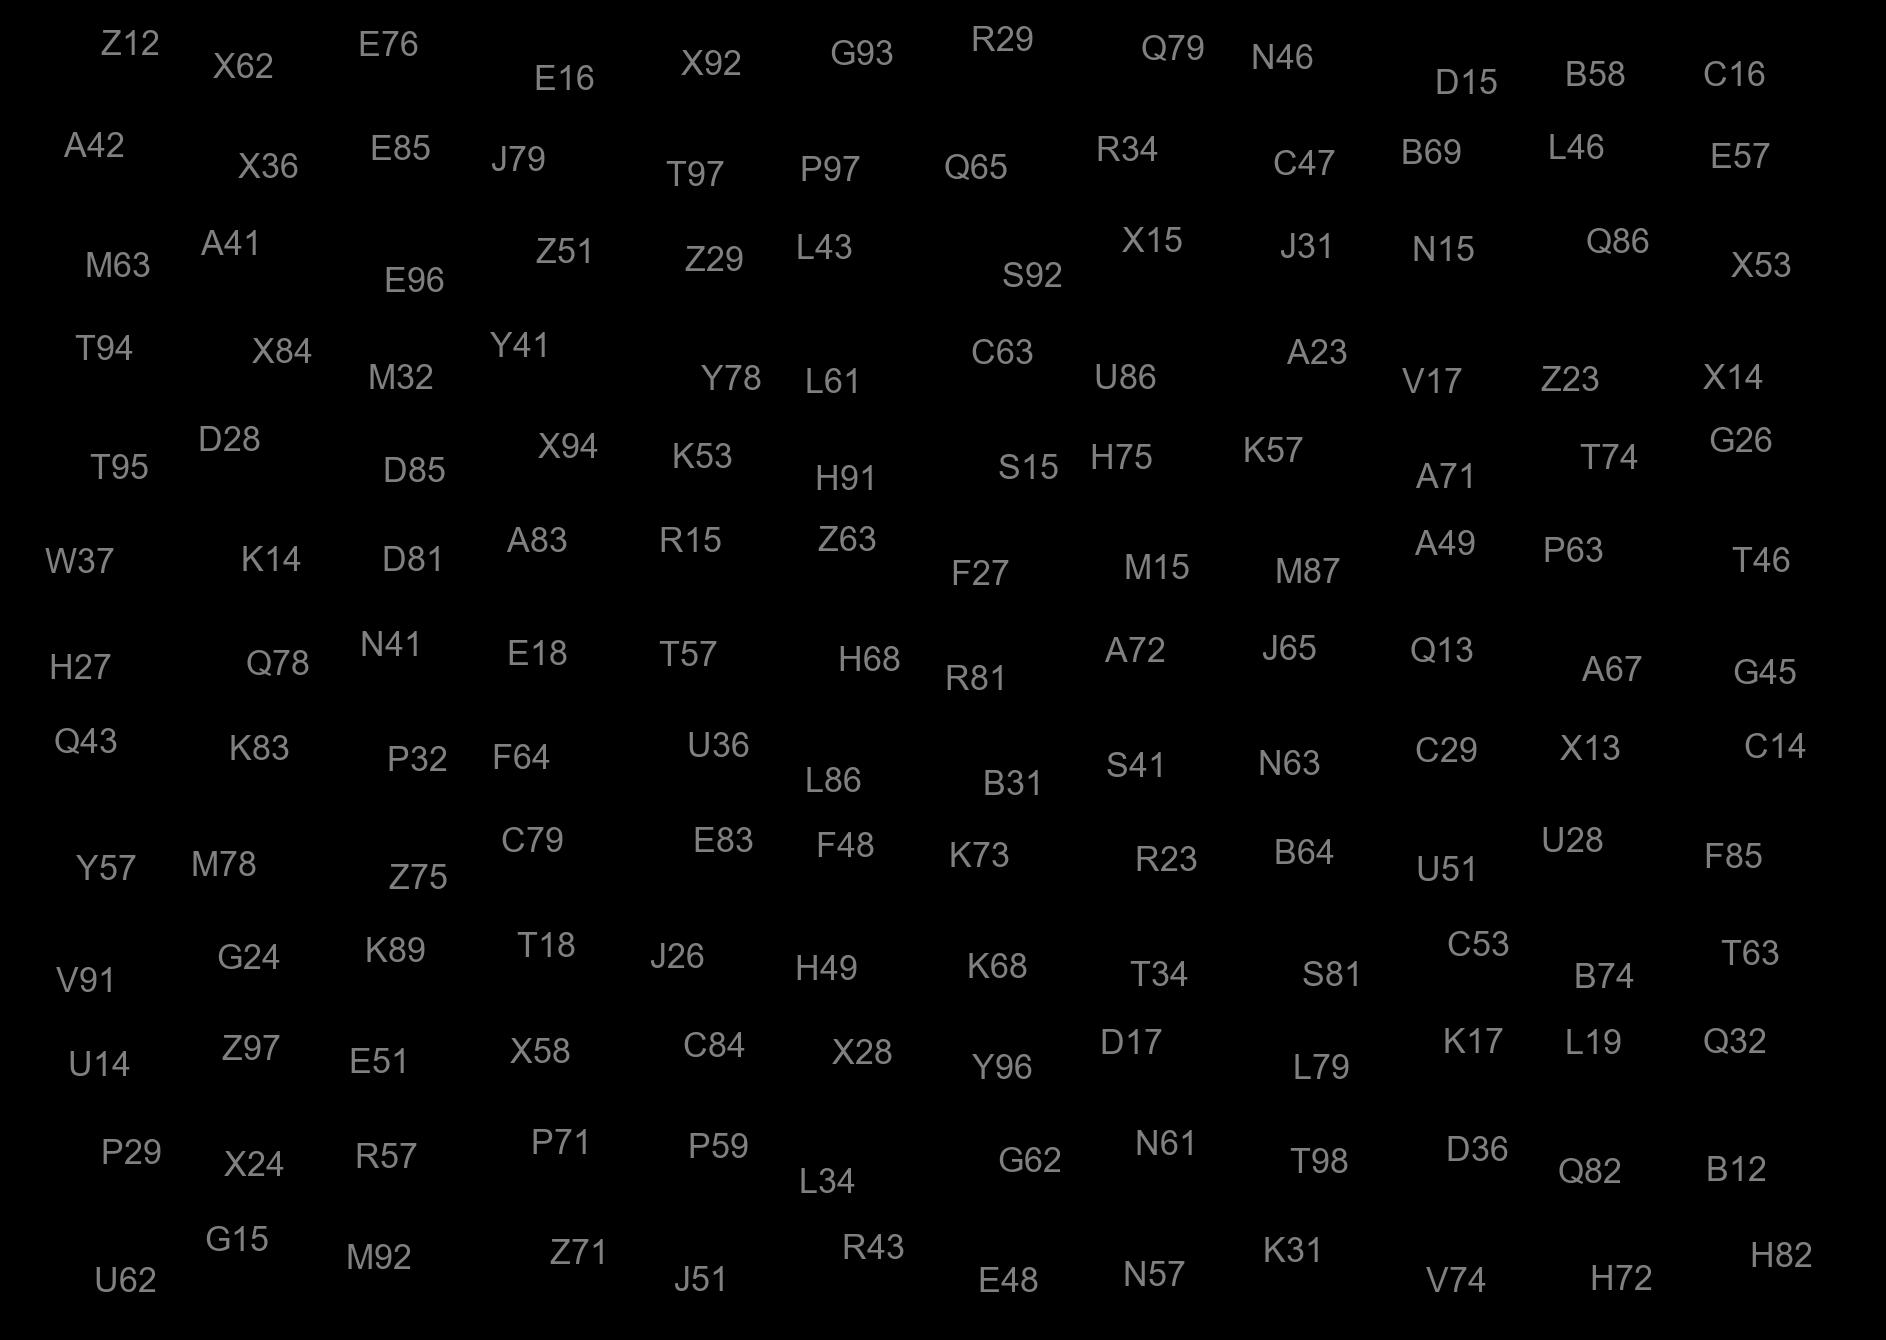 Z12 X62 E76 E16 X92 G93 R29 Q79 N46 D15 B58 C16
A42 X36 E85 J79 T97 P97 Q65 R34 C47 B69 L46 E57
M63 A41 E96 Z51 Z29 L43 S92 X15 J31 N15 Q86 X53
T94 X84 M32 Y41 Y78 L61 C63 U86 A23 V17 Z23 X14
T95 D28 D85 X94 K53 H91 S15 H75 K57 A71 T74 G26
W37 K14 D81 A83 R15 Z63 F27 M15 M87 A49 P63 T46
H27 Q78 N41 E18 T57 H68 R81 A72 J65 Q13 A67 G45
Q43 K83 P32 F64 U36 L86 B31 S41 N63 C29 X13 C14
Y57 M78 Z75 C79 E83 F48 K73 R23 B64 U51 U28 F85
V91 G24 K89 T18 J26 H49 K68 T34 S81 C53 B74 T63
U14 Z97 E51 X58 C84 X28 Y96 D17 L79 K17 L19 Q32
P29 X24 R57 P71 P59 L34 G62 N61 T98 D36 Q82 B12
U62 G15 M92 Z71 J51 R43 E48 N57 K31 V74 H72 H82